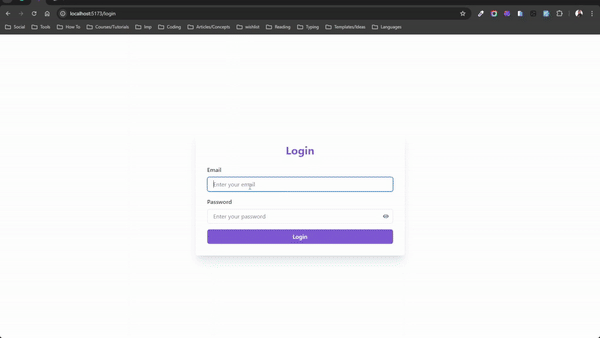 localhost:5173/login
Social Tools How To Courses/Tutorials Imp Coding Articles/Concepts wishlist Reading Typing Templates/Ideas Languages
Login
Email
Enter your email
Password
Enter your password
Login